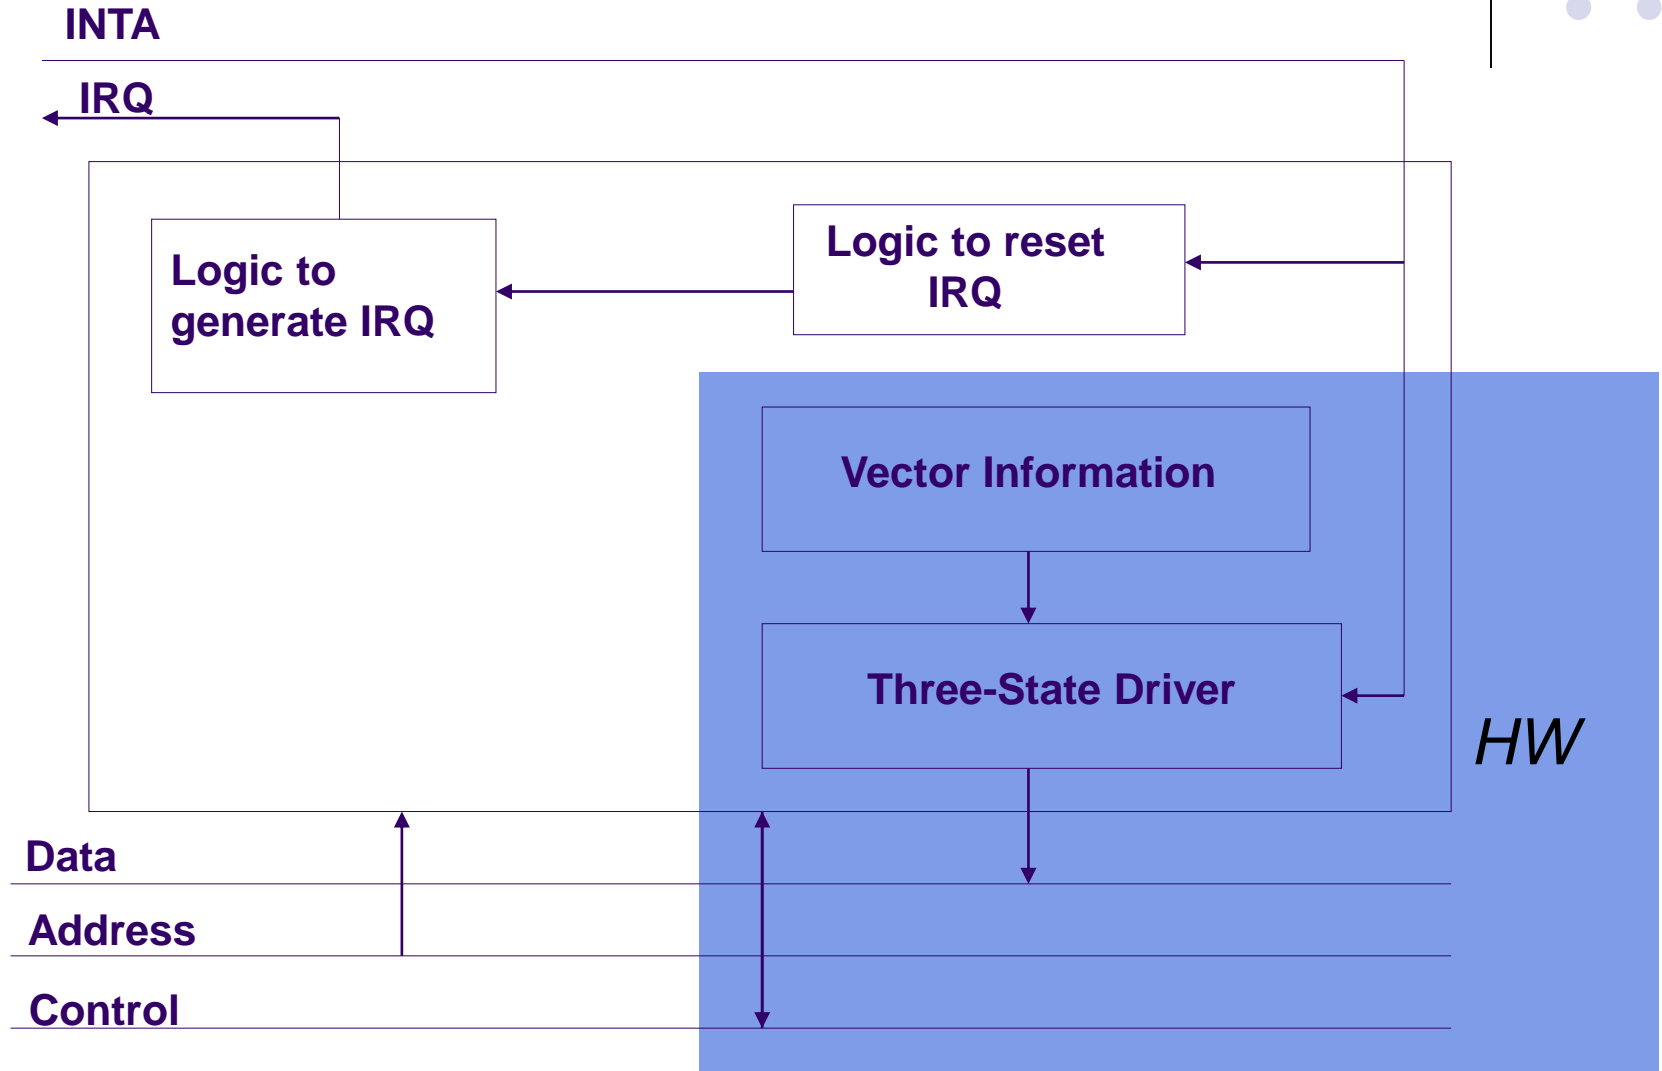 INTA
IRQ
Logic to
generate IRQ
Logic to reset
IRQ
Vector Information
Three-State Driver
HW
Data
Address
Control